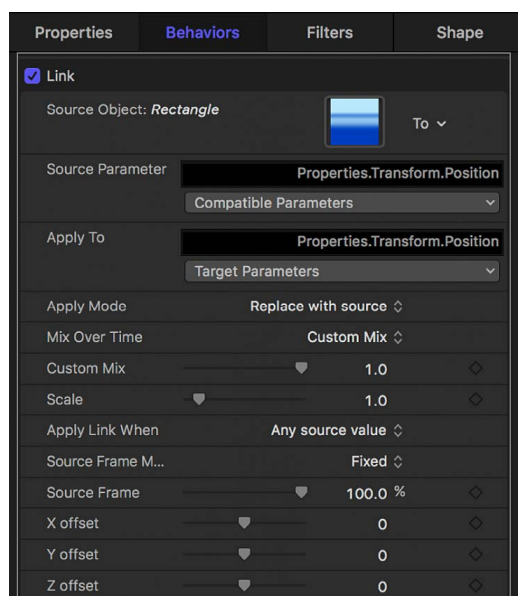 Properties Behaviors Filters Shape
Link
Source Object: Rectangle To
Source Parameter Properties.Transform.Position
Compatible Parameters
Apply To Properties.Transform.Position
Target Parameters
Apply Mode Replace with source
Mix Over Time Custom Mix
Custom Mix 1.0
Scale 1.0
Apply Link When Any source value
Source Frame M... Fixed
Source Frame 100.0 %
X offset 0
Y offset 0
Z offset 0